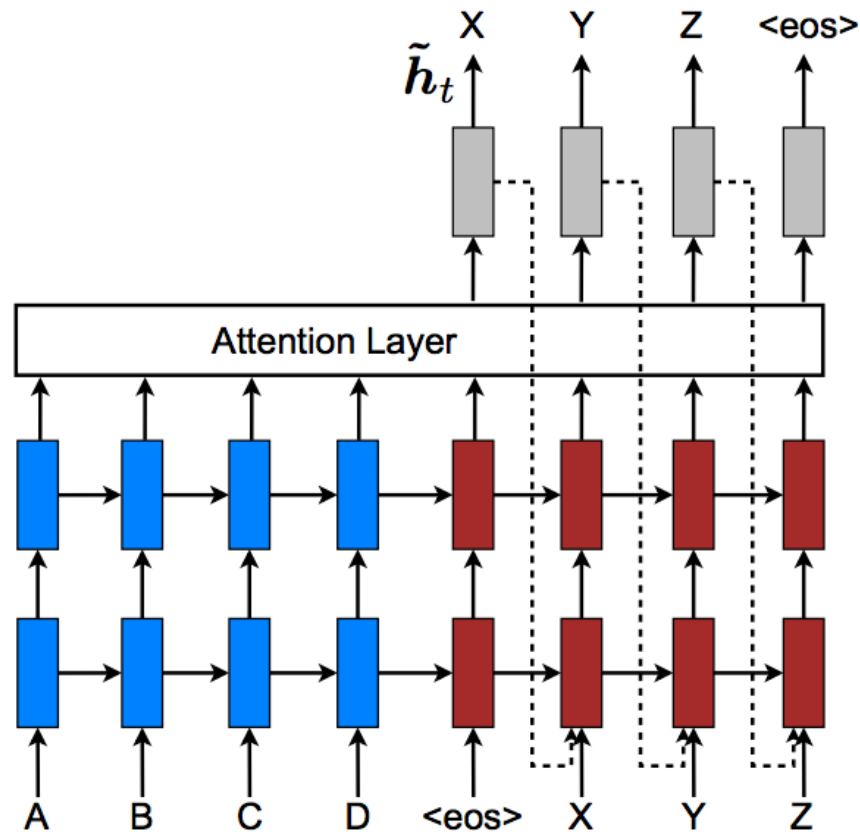 X Y Z <eos>
h̃ₜ
Attention Layer
A B C D <eos> X Y Z